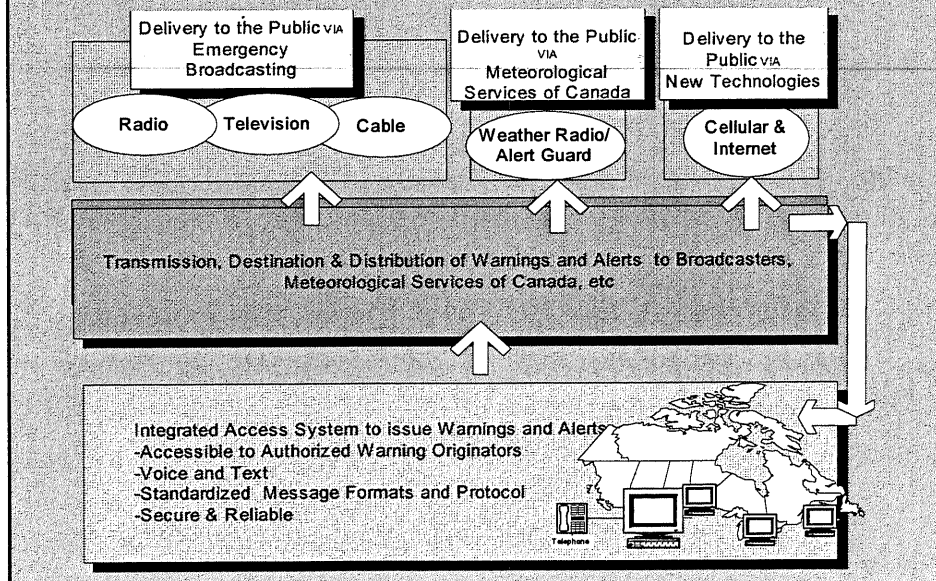 Delivery to the Public VIA
Emergency
Broadcasting
Delivery to the Public
VIA
Meteorological
Services of Canada
Delivery to the
Public VIA
New Technologies
Radio
Television
Cable
Weather Radio/
Alert Guard
Cellular &
Internet
Transmission, Destination & Distribution of Warnings and Alerts to Broadcasters,
Meteorological Services of Canada, etc
Integrated Access System to issue Warnings and Alerts
-Accessible to Authorized Warning Originators
-Voice and Text
-Standardized Message Formats and Protocol
-Secure & Reliable
Telephone